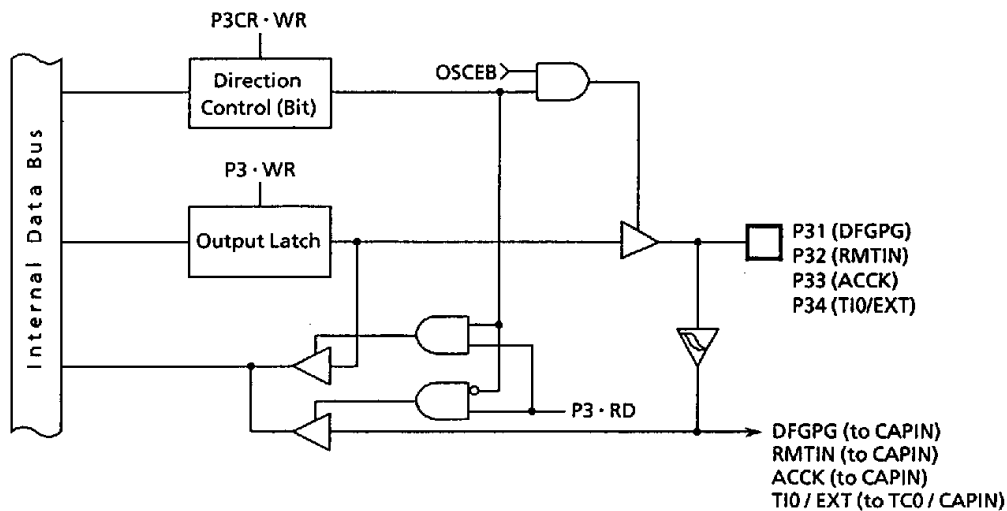 P3CR · WR
Internal Data Bus
Direction
Control (Bit)
OSCEB
P3 · WR
Output Latch
P31 (DFGPG)
P32 (RMTIN)
P33 (ACCK)
P34 (TI0/EXT)
P3 · RD
DFGPG (to CAPIN)
RMTIN (to CAPIN)
ACCK (to CAPIN)
TI0 / EXT (to TC0 / CAPIN)